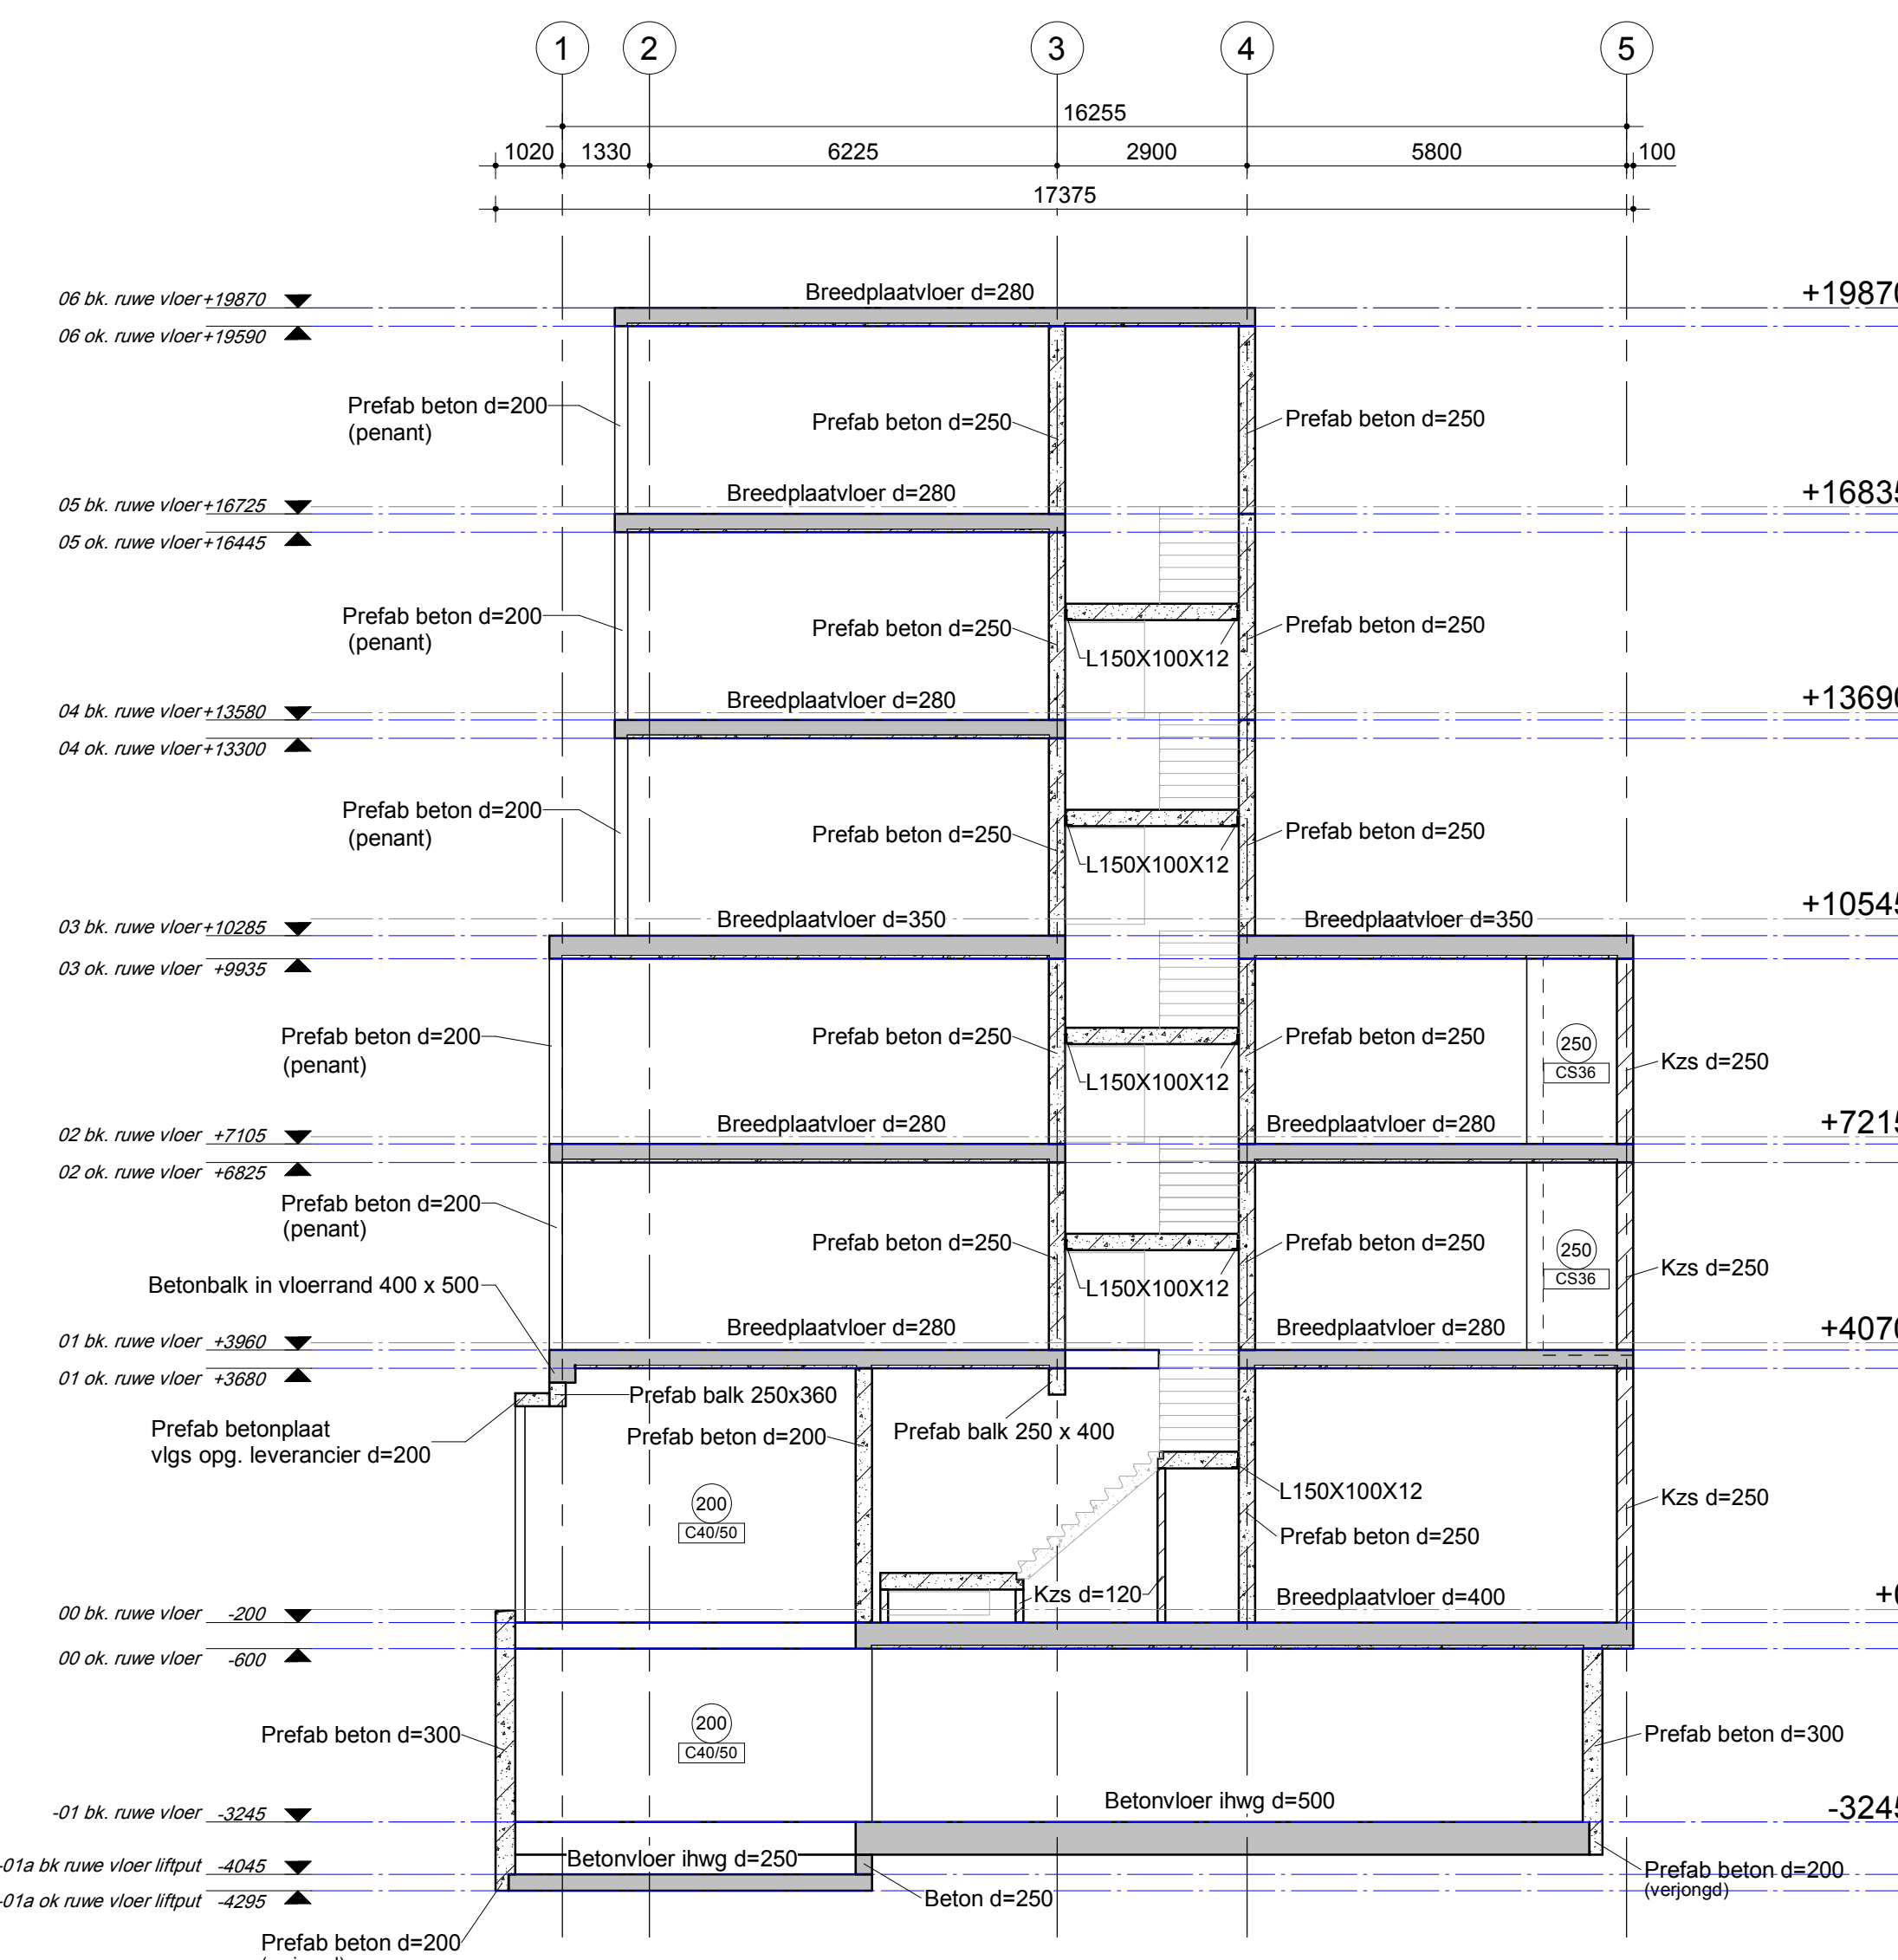 1 2 3 4 5
16255
1020 1330 6225 2900 5800 100
17375
06 bk. ruwe vloer +19870
Breedplaatvloer d=280
+19870
06 ok. ruwe vloer +19590
Prefab beton d=200
(penant)
Prefab beton d=250
Prefab beton d=250
05 bk. ruwe vloer +16725
Breedplaatvloer d=280
+16835
05 ok. ruwe vloer +16445
Prefab beton d=200
(penant)
Prefab beton d=250
Prefab beton d=250
L150X100X12
04 bk. ruwe vloer +13580
Breedplaatvloer d=280
+13690
04 ok. ruwe vloer +13300
Prefab beton d=200
(penant)
Prefab beton d=250
Prefab beton d=250
L150X100X12
03 bk. ruwe vloer +10285
Breedplaatvloer d=350
Breedplaatvloer d=350
+10545
03 ok. ruwe vloer +9935
Prefab beton d=200
(penant)
Prefab beton d=250
Prefab beton d=250
250
CS36
Kzs d=250
L150X100X12
02 bk. ruwe vloer +7105
Breedplaatvloer d=280
Breedplaatvloer d=280
+7215
02 ok. ruwe vloer +6825
Prefab beton d=200
(penant)
Prefab beton d=250
Prefab beton d=250
250
CS36
Kzs d=250
Betonbalk in vloerrand 400 x 500
L150X100X12
01 bk. ruwe vloer +3960
Breedplaatvloer d=280
Breedplaatvloer d=280
+4070
01 ok. ruwe vloer +3680
Prefab balk 250x360
Prefab betonplaat
vlgs opg. leverancier d=200
Prefab beton d=200
Prefab balk 250 x 400
200
C40/50
L150X100X12
Kzs d=250
Prefab beton d=250
Kzs d=120
Breedplaatvloer d=400
00 bk. ruwe vloer -200
+0
00 ok. ruwe vloer -600
200
C40/50
Prefab beton d=300
Prefab beton d=300
-01 bk. ruwe vloer -3245
Betonvloer ihwg d=500
-3245
-01a bk ruwe vloer liftput -4045
Betonvloer ihwg d=250
Prefab beton d=200
(verjongd)
-01a ok ruwe vloer liftput -4295
Beton d=250
Prefab beton d=200